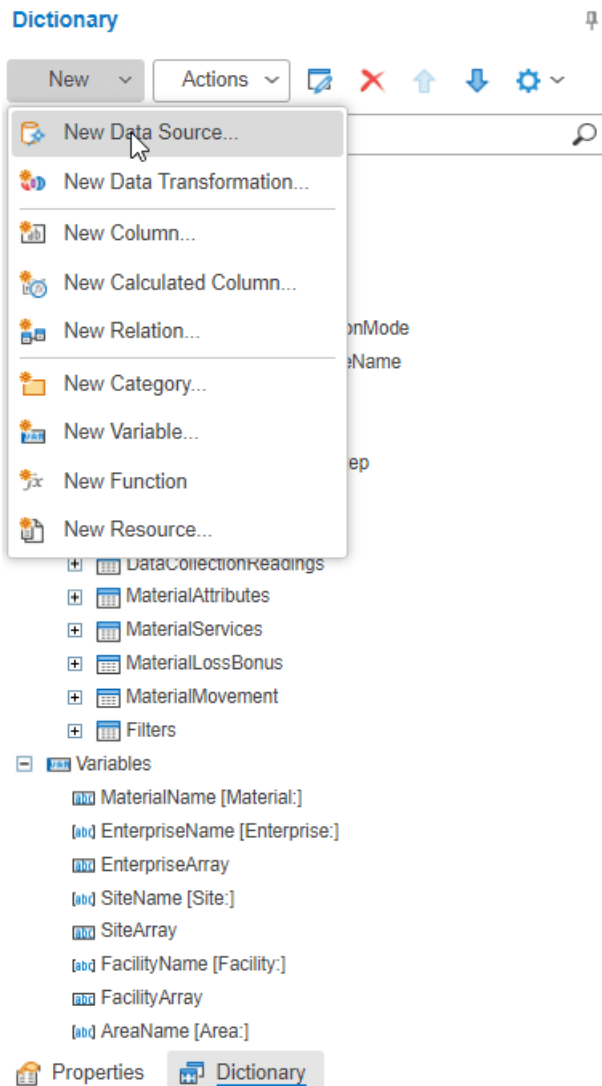 Dictionary
New
Actions
New Data Source...
New Data Transformation...
New Column...
New Calculated Column...
New Relation...
onMode
eName
New Category...
New Variable...
ep
New Function
New Resource...
DataCollectionReadings
MaterialAttributes
MaterialServices
MaterialLossBonus
MaterialMovement
Filters
Variables
MaterialName [Material:]
EnterpriseName [Enterprise:]
EnterpriseArray
SiteName [Site:]
SiteArray
FacilityName [Facility:]
FacilityArray
AreaName [Area:]
Properties
Dictionary